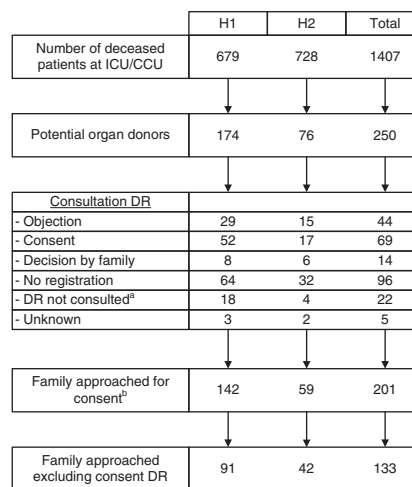 H1 H2 Total
Number of deceased
patients at ICU/CCU
679 728 1407
Potential organ donors 174 76 250
Consultation DR
- Objection 29 15 44
- Consent 52 17 69
- Decision by family 8 6 14
- No registration 64 32 96
- DR not consultedᵃ 18 4 22
- Unknown 3 2 5
Family approached for
consentᵇ
142 59 201
Family approached
excluding consent DR
91 42 133